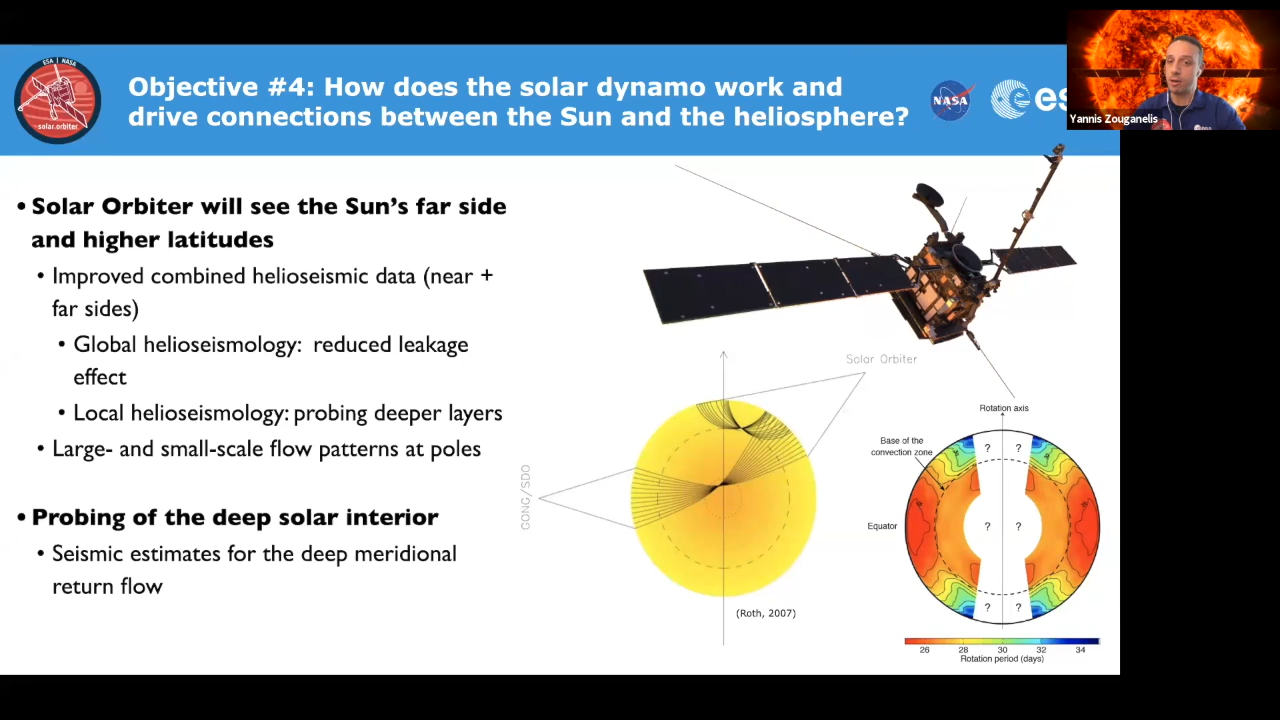 ESA | NASA
solar.orbiter
Objective #4: How does the solar dynamo work and
drive connections between the Sun and the heliosphere?
NASA
es
Yannis Zouganelis
• Solar Orbiter will see the Sun’s far side
and higher latitudes
• Improved combined helioseismic data (near +
far sides)
• Global helioseismology: reduced leakage
effect
• Local helioseismology: probing deeper layers
• Large- and small-scale flow patterns at poles
• Probing of the deep solar interior
• Seismic estimates for the deep meridional
return flow
Solar Orbiter
GONG/SDO
(Roth, 2007)
Rotation axis
Base of the
convection zone
Equator
? ?
? ?
? ?
26 28 30 32 34
Rotation period (days)